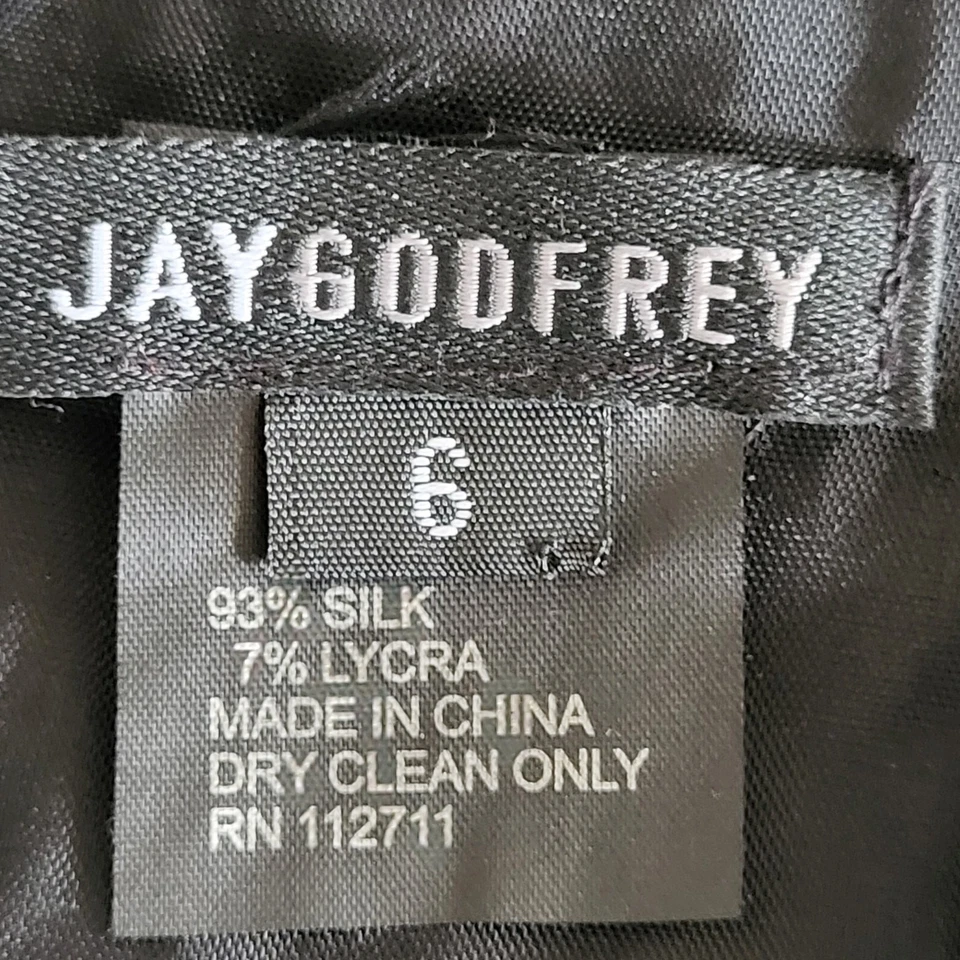 JAYGODFREY
6
93% SILK
7% LYCRA
MADE IN CHINA
DRY CLEAN ONLY
RN 112711